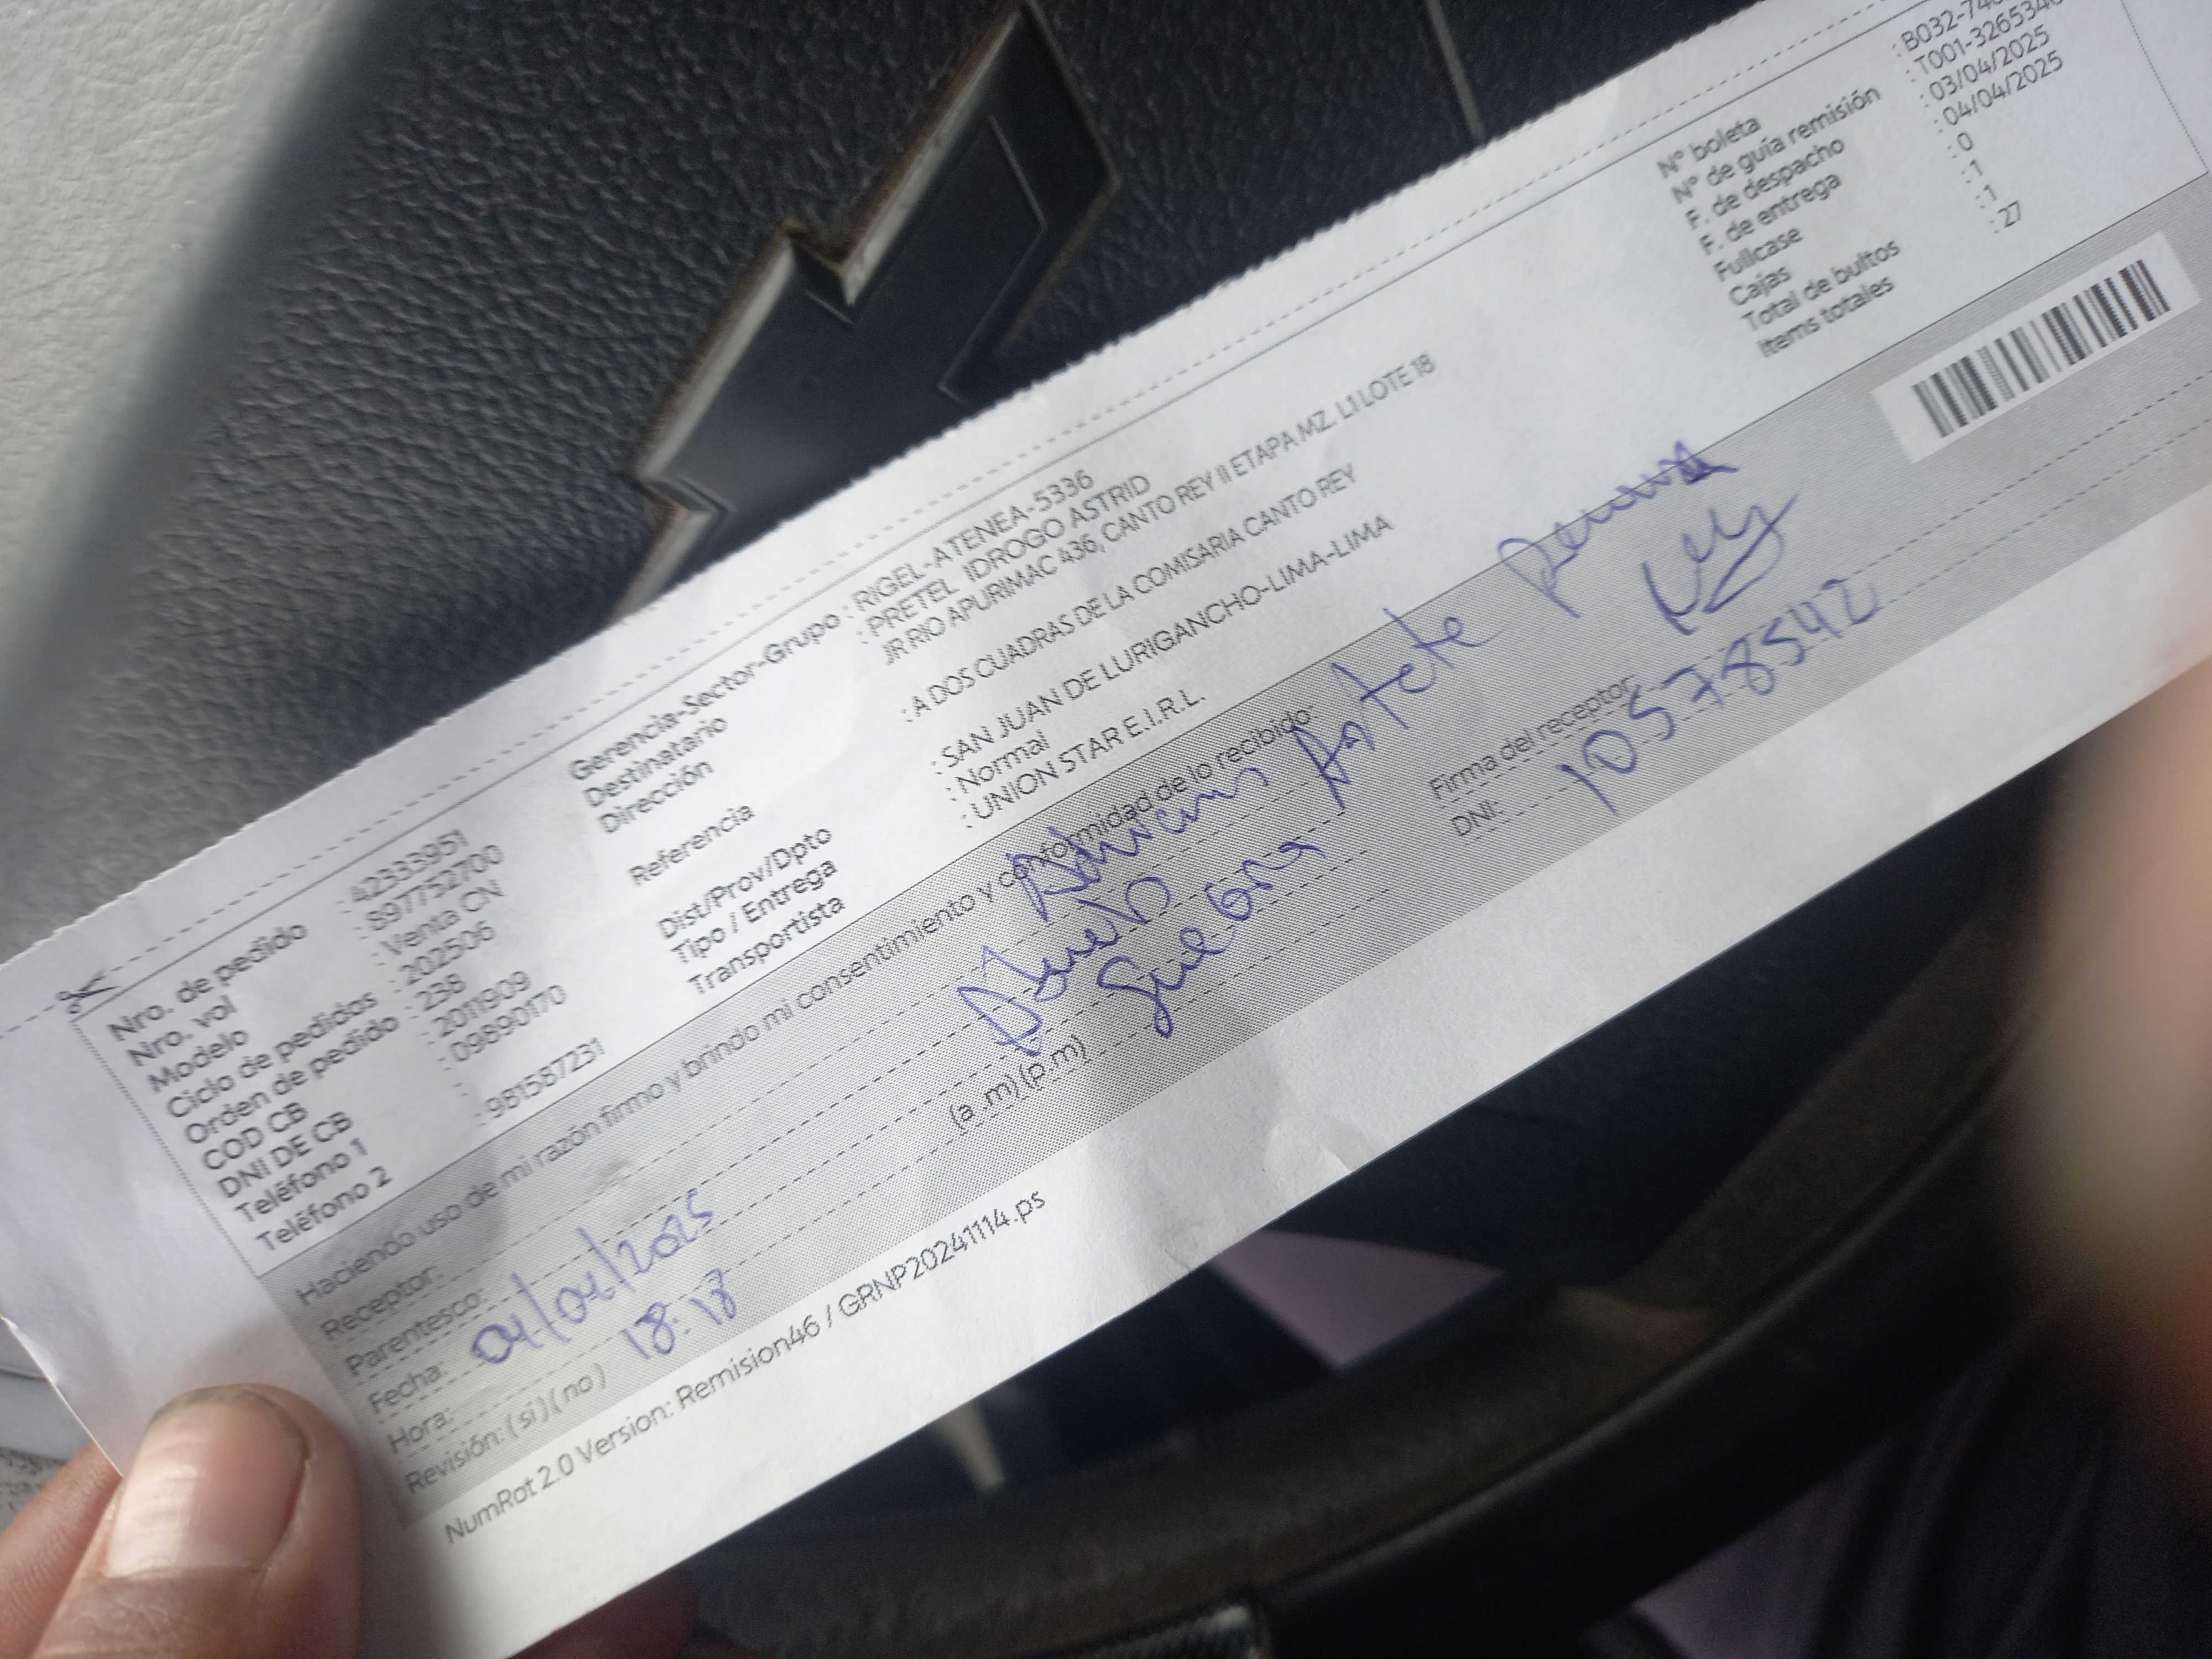 Nro. de pedido : 42333951
Nro. vol : 897752700
Modelo : Venta CN
Ciclo de pedidos : 202506
Orden de pedido : 238
COD CB : 2011909
DNI DE CB : 09890170
Teléfono 1 :
Teléfono 2 : 981587231
Gerencia-Sector-Grupo : RIGEL-ATENEA-5336
Destinatario : PRETEL IDROGO ASTRID
Dirección JR RIO APURIMAC 436, CANTO REY II ETAPA MZ. L1 LOTE 18
Referencia : A DOS CUADRAS DE LA COMISARIA CANTO REY
Dist/Prov/Dpto : SAN JUAN DE LURIGANCHO-LIMA-LIMA
Tipo / Entrega : Normal
Transportista : UNION STAR E.I.R.L.
N° boleta : B032-74
N° de guía remisión : T001-326534
F. de despacho : 03/04/2025
F. de entrega : 04/04/2025
Fullcase : 0
Cajas : 1
Total de bultos : 1
Items totales : 27
Haciendo uso de mi razón firmo y brindo mi consentimiento y conformidad de lo recibido:
Receptor:
Parentesco: Suegra
Fecha: 04/04/2025
Hora: 18:17 (a .m) (p.m)
Revisión: ( si ) ( no )
Firma del receptor:
DNI: 10578542
NumRot 2.0 Version: Remision46 / GRNP20241114.ps